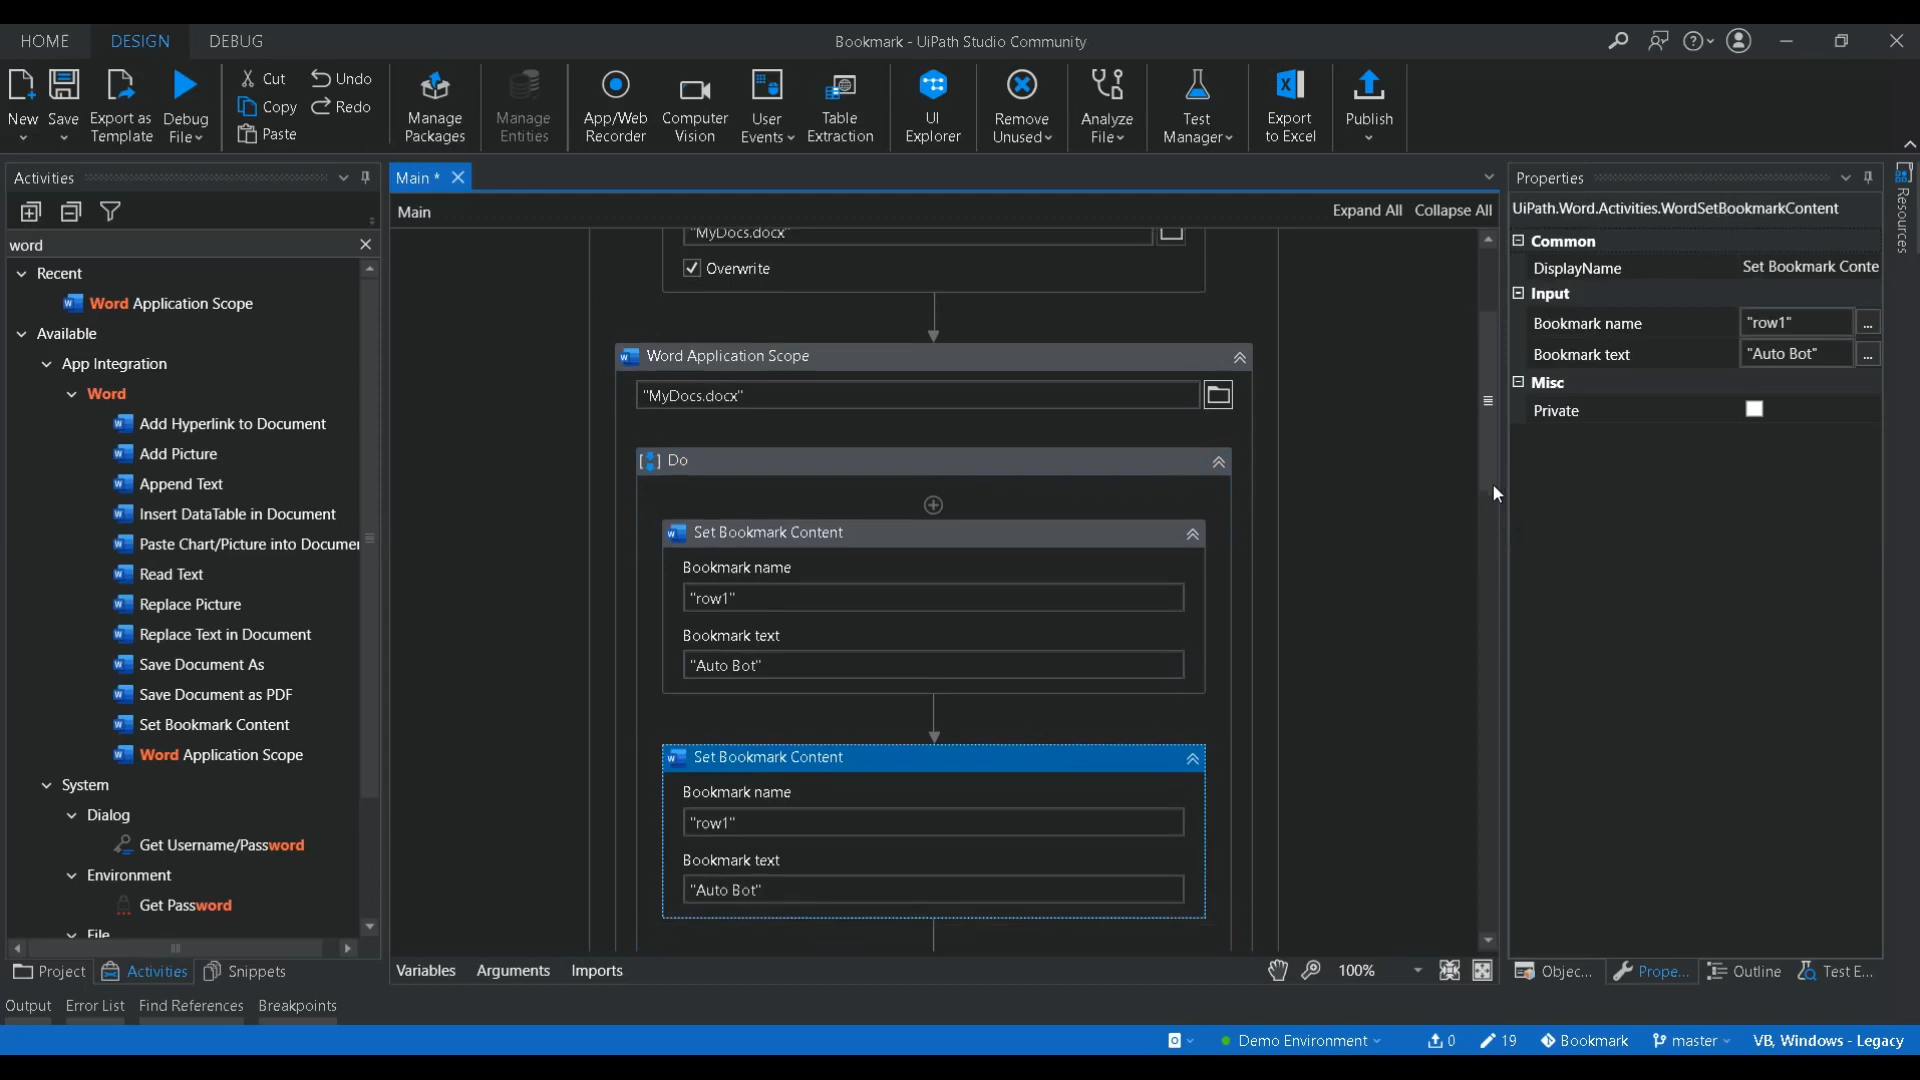 HOME DESIGN DEBUG
Bookmark - UiPath Studio Community
New
Save
Export as
Template
Debug
File
Cut
Copy
Paste
Undo
Redo
Manage
Packages
Manage
Entities
App/Web
Recorder
Computer
Vision
User
Events
Table
Extraction
UI
Explorer
Remove
Unused
Analyze
File
Test
Manager
Export
to Excel
Publish
Activities
word
Recent
Word Application Scope
Available
App Integration
Word
Add Hyperlink to Document
Add Picture
Append Text
Insert DataTable in Document
Paste Chart/Picture into Documer
Read Text
Replace Picture
Replace Text in Document
Save Document As
Save Document as PDF
Set Bookmark Content
Word Application Scope
System
Dialog
Get Username/Password
Environment
Get Password
File
Project Activities Snippets
Main *
Main
Expand All Collapse All
"MyDocs.docx"
Overwrite
Word Application Scope
"MyDocs.docx"
Do
Set Bookmark Content
Bookmark name
"row1"
Bookmark text
"Auto Bot"
Set Bookmark Content
Bookmark name
"row1"
Bookmark text
"Auto Bot"
Variables Arguments Imports
100%
Properties
UiPath.Word.Activities.WordSetBookmarkContent
Common
DisplayName Set Bookmark Conte
Input
Bookmark name "row1" ...
Bookmark text "Auto Bot" ...
Misc
Private
Resources
Objec... Prope... Outline Test E...
Output Error List Find References Breakpoints
Demo Environment 0 19 Bookmark master VB, Windows - Legacy